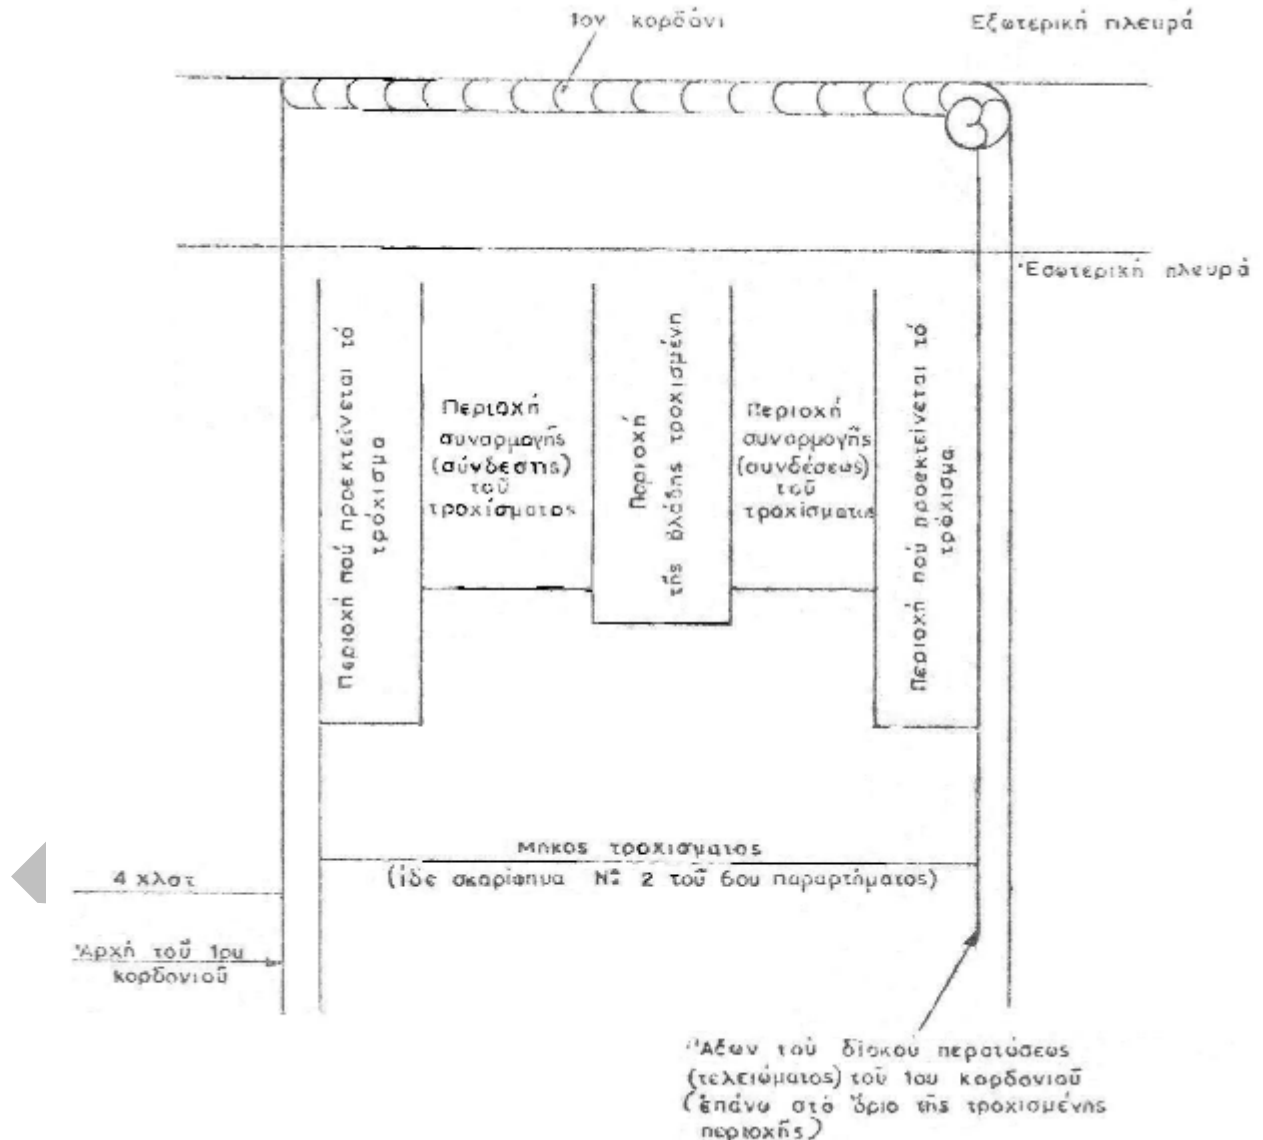 1ον κορδόνι
Εξωτερική πλευρά
Ἐσωτερική πλευρά
Περιοχή πού προεκτείνεται τό
τρόχισμα
Περιοχή
συναρμογῆς
(σύνδεσης)
τοῦ
τροχίσματος
Περιοχή
τῆς βλάβης τροχισμένη
Περιοχή
συναρμογῆς
(συνδέσεως)
τοῦ
τροχίσματος
Περιοχή πού προεκτείνεται τό
τρόχισμα
Μῆκος τροχίσματος
(ἰδέ σκαρίφημα Νο 2 τοῦ 6ου παραρτήματος)
4 χλστ
Ἀρχή τοῦ 1ου
κορδονιοῦ
Ἄξων τοῦ δίσκου περατώσεως
(τελειώματος) τοῦ 1ου κορδονιοῦ
(ἐπάνω στό ὅριο τῆς τροχισμένης
περιοχῆς)